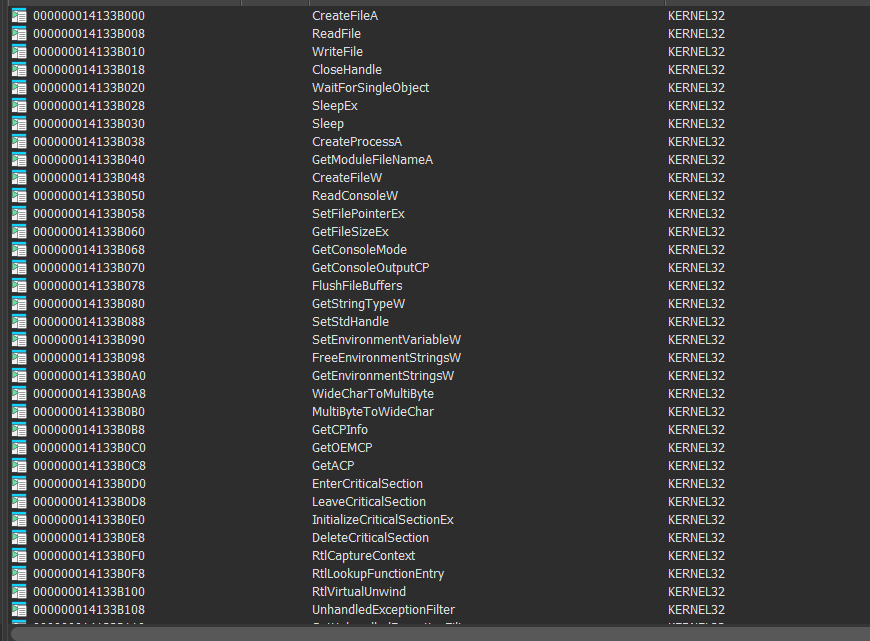 000000014133B000 CreateFileA KERNEL32
000000014133B008 ReadFile KERNEL32
000000014133B010 WriteFile KERNEL32
000000014133B018 CloseHandle KERNEL32
000000014133B020 WaitForSingleObject KERNEL32
000000014133B028 SleepEx KERNEL32
000000014133B030 Sleep KERNEL32
000000014133B038 CreateProcessA KERNEL32
000000014133B040 GetModuleFileNameA KERNEL32
000000014133B048 CreateFileW KERNEL32
000000014133B050 ReadConsoleW KERNEL32
000000014133B058 SetFilePointerEx KERNEL32
000000014133B060 GetFileSizeEx KERNEL32
000000014133B068 GetConsoleMode KERNEL32
000000014133B070 GetConsoleOutputCP KERNEL32
000000014133B078 FlushFileBuffers KERNEL32
000000014133B080 GetStringTypeW KERNEL32
000000014133B088 SetStdHandle KERNEL32
000000014133B090 SetEnvironmentVariableW KERNEL32
000000014133B098 FreeEnvironmentStringsW KERNEL32
000000014133B0A0 GetEnvironmentStringsW KERNEL32
000000014133B0A8 WideCharToMultiByte KERNEL32
000000014133B0B0 MultiByteToWideChar KERNEL32
000000014133B0B8 GetCPInfo KERNEL32
000000014133B0C0 GetOEMCP KERNEL32
000000014133B0C8 GetACP KERNEL32
000000014133B0D0 EnterCriticalSection KERNEL32
000000014133B0D8 LeaveCriticalSection KERNEL32
000000014133B0E0 InitializeCriticalSectionEx KERNEL32
000000014133B0E8 DeleteCriticalSection KERNEL32
000000014133B0F0 RtlCaptureContext KERNEL32
000000014133B0F8 RtlLookupFunctionEntry KERNEL32
000000014133B100 RtlVirtualUnwind KERNEL32
000000014133B108 UnhandledExceptionFilter KERNEL32